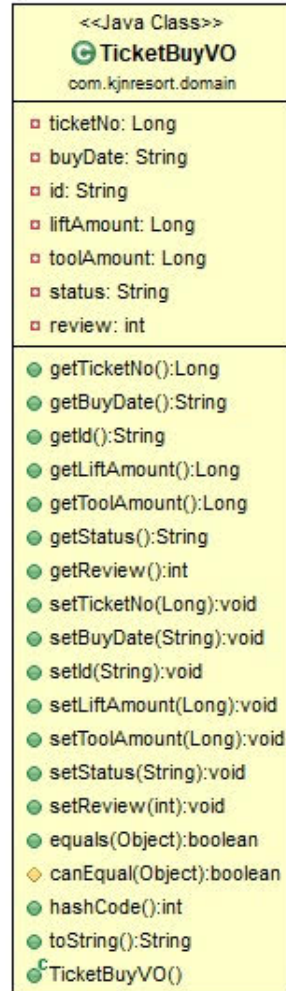 <<Java Class>>
TicketBuyVO
com.kjnresort.domain
ticketNo: Long
buyDate: String
id: String
liftAmount: Long
toolAmount: Long
status: String
review: int
getTicketNo():Long
getBuyDate():String
getId():String
getLiftAmount():Long
getToolAmount():Long
getStatus():String
getReview():int
setTicketNo(Long):void
setBuyDate(String):void
setId(String):void
setLiftAmount(Long):void
setToolAmount(Long):void
setStatus(String):void
setReview(int):void
equals(Object):boolean
canEqual(Object):boolean
hashCode():int
toString():String
TicketBuyVO()